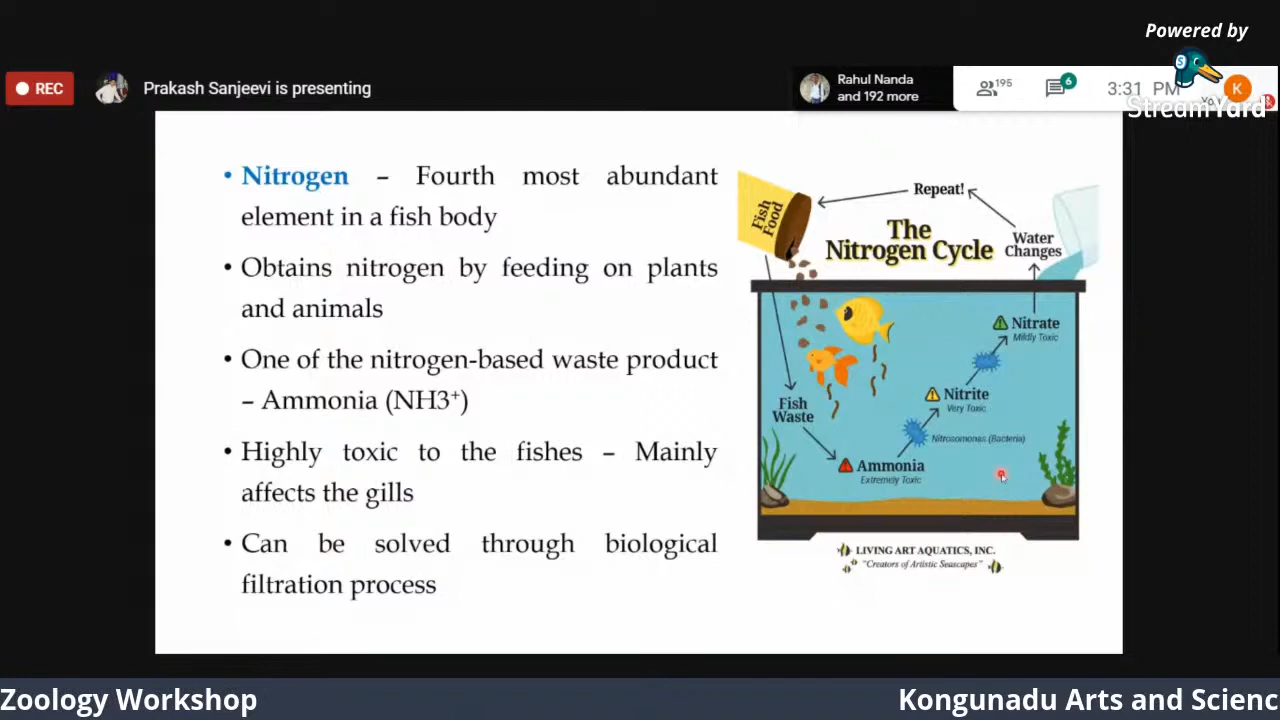 Powered by
REC
Prakash Sanjeevi is presenting
Rahul Nanda
and 192 more
195
6
3:31 PM
K
StreamYard
• Nitrogen – Fourth most abundant
element in a fish body
• Obtains nitrogen by feeding on plants
and animals
• One of the nitrogen-based waste product
– Ammonia (NH3⁺)
• Highly toxic to the fishes – Mainly
affects the gills
• Can be solved through biological
filtration process
Repeat!
Fish
Food
The
Nitrogen Cycle
Water
Changes
Nitrate
Mildly Toxic
Nitrite
Very Toxic
Fish
Waste
Nitrosomonas (Bacteria)
Ammonia
Extremely Toxic
LIVING ART AQUATICS, INC.
"Creators of Artistic Seascapes"
Zoology Workshop
Kongunadu Arts and Scienc